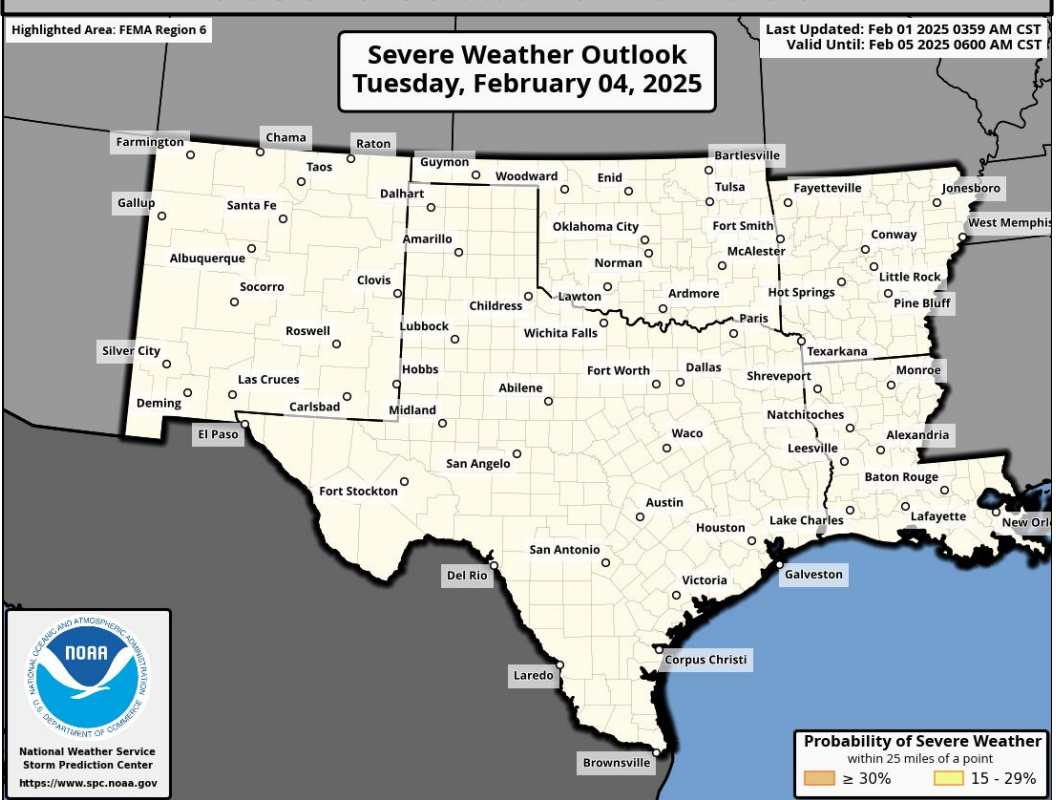 Highlighted Area: FEMA Region 6
Severe Weather Outlook
Tuesday, February 04, 2025
Last Updated: Feb 01 2025 0359 AM CST
Valid Until: Feb 05 2025 0600 AM CST
Farmington
Chama
Raton
Taos
Guymon
Woodward
Enid
Bartlesville
Tulsa
Fayetteville
Jonesboro
Gallup
Santa Fe
Dalhart
West Memphis
Oklahoma City
Fort Smith
Conway
Amarillo
Albuquerque
Norman
McAlester
Little Rock
Socorro
Clovis
Childress
Lawton
Ardmore
Hot Springs
Pine Bluff
Roswell
Lubbock
Wichita Falls
Paris
Texarkana
Silver City
Las Cruces
Hobbs
Fort Worth
Dallas
Shreveport
Monroe
Deming
Carlsbad
Midland
Abilene
Natchitoches
El Paso
Waco
Alexandria
San Angelo
Leesville
Fort Stockton
Baton Rouge
Austin
Houston
Lake Charles
Lafayette
New Orl
San Antonio
Del Rio
Victoria
Galveston
Corpus Christi
Laredo
Brownsville
NATIONAL OCEANIC AND ATMOSPHERIC ADMINISTRATION
NOAA
U.S. DEPARTMENT OF COMMERCE
National Weather Service
Storm Prediction Center
https://www.spc.noaa.gov
Probability of Severe Weather
within 25 miles of a point
≥ 30%
15 - 29%